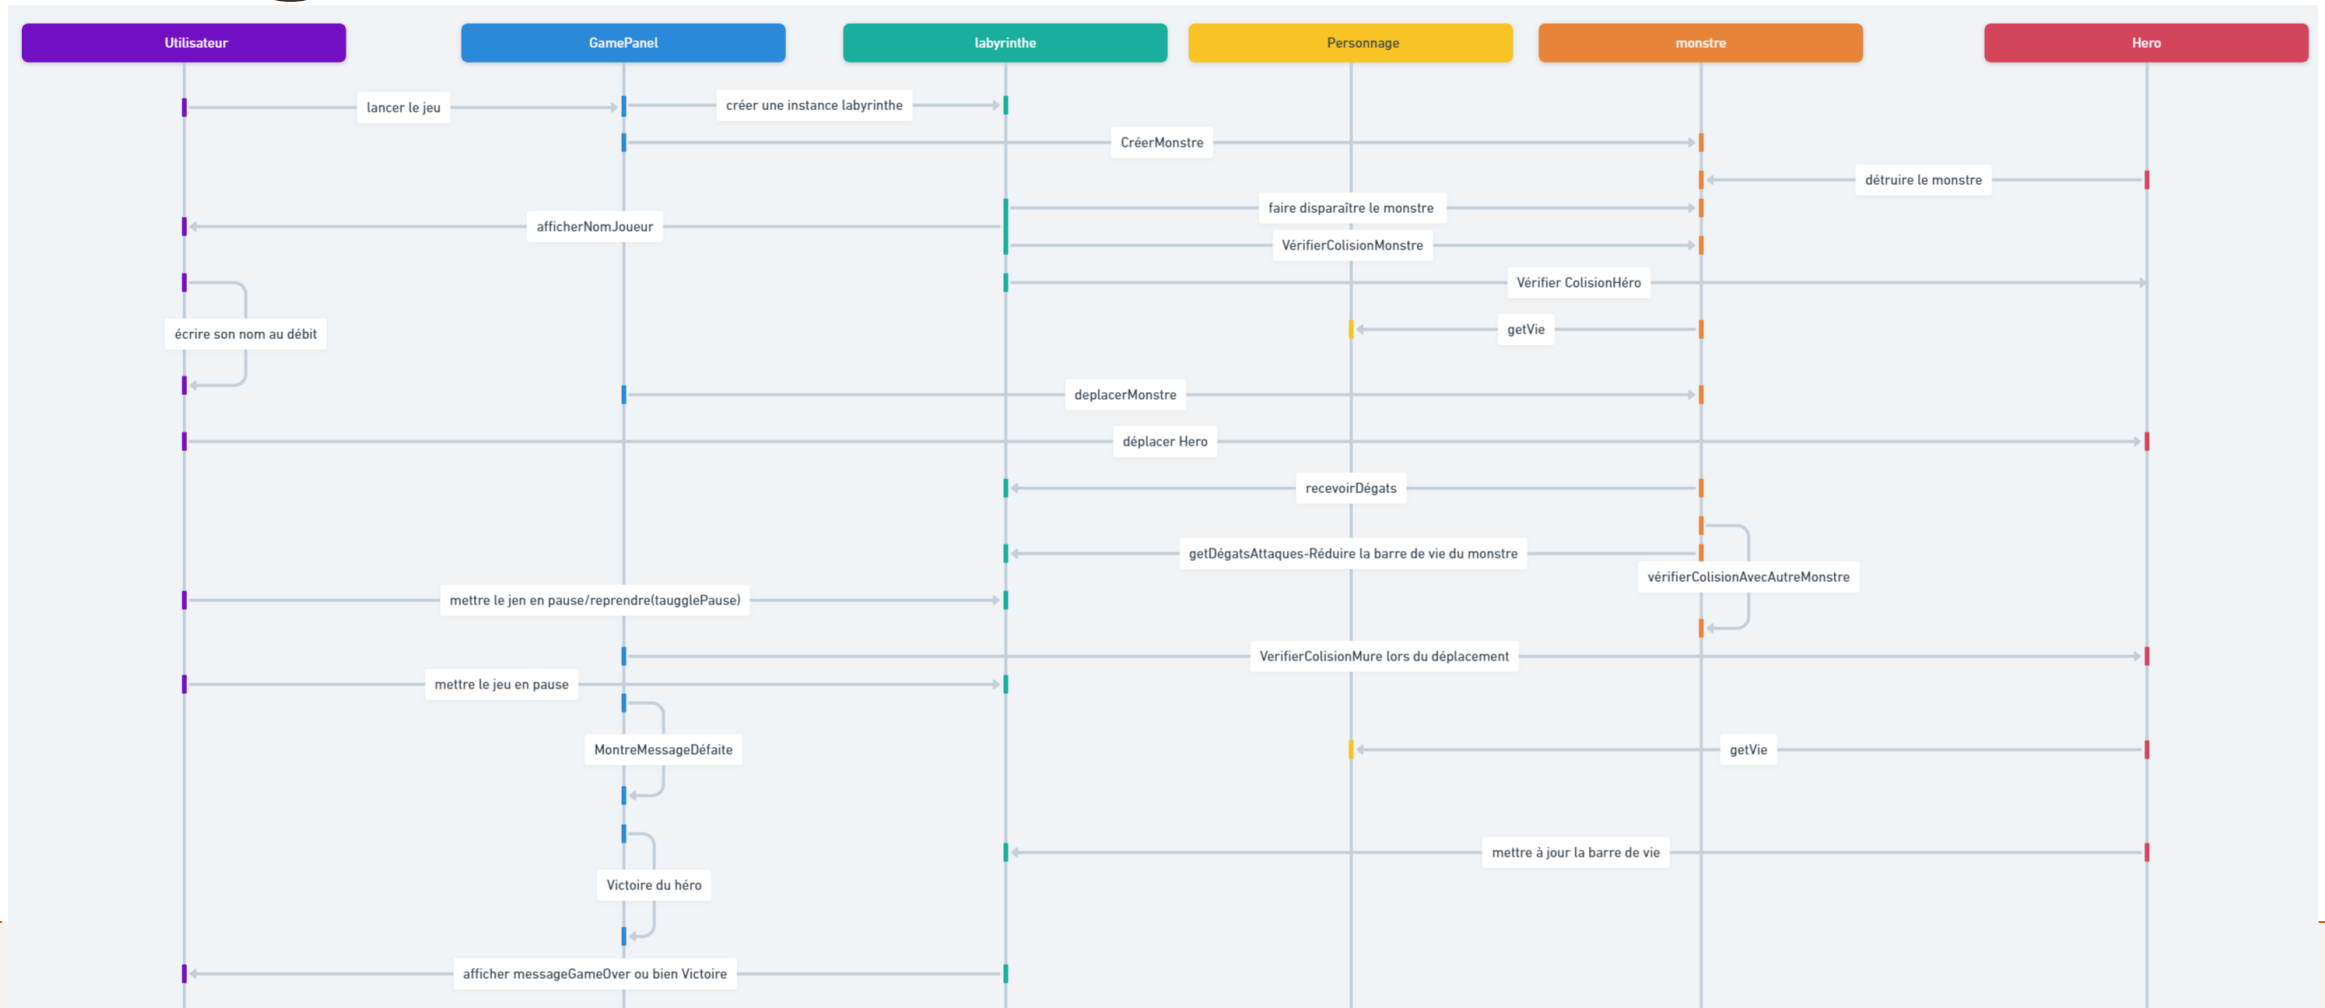 Utilisateur
GamePanel
labyrinthe
Personnage
monstre
Hero
lancer le jeu
créer une instance labyrinthe
CréerMonstre
détruire le monstre
faire disparaître le monstre
afficherNomJoueur
VérifierColisionMonstre
Vérifier ColisionHéro
écrire son nom au débit
getVie
deplacerMonstre
déplacer Hero
recevoirDégats
getDégatsAttaques-Réduire la barre de vie du monstre
vérifierColisionAvecAutreMonstre
mettre le jen en pause/reprendre(taugglePause)
VerifierColisionMure lors du déplacement
mettre le jeu en pause
MontreMessageDéfaite
getVie
mettre à jour la barre de vie
Victoire du héro
afficher messageGameOver ou bien Victoire